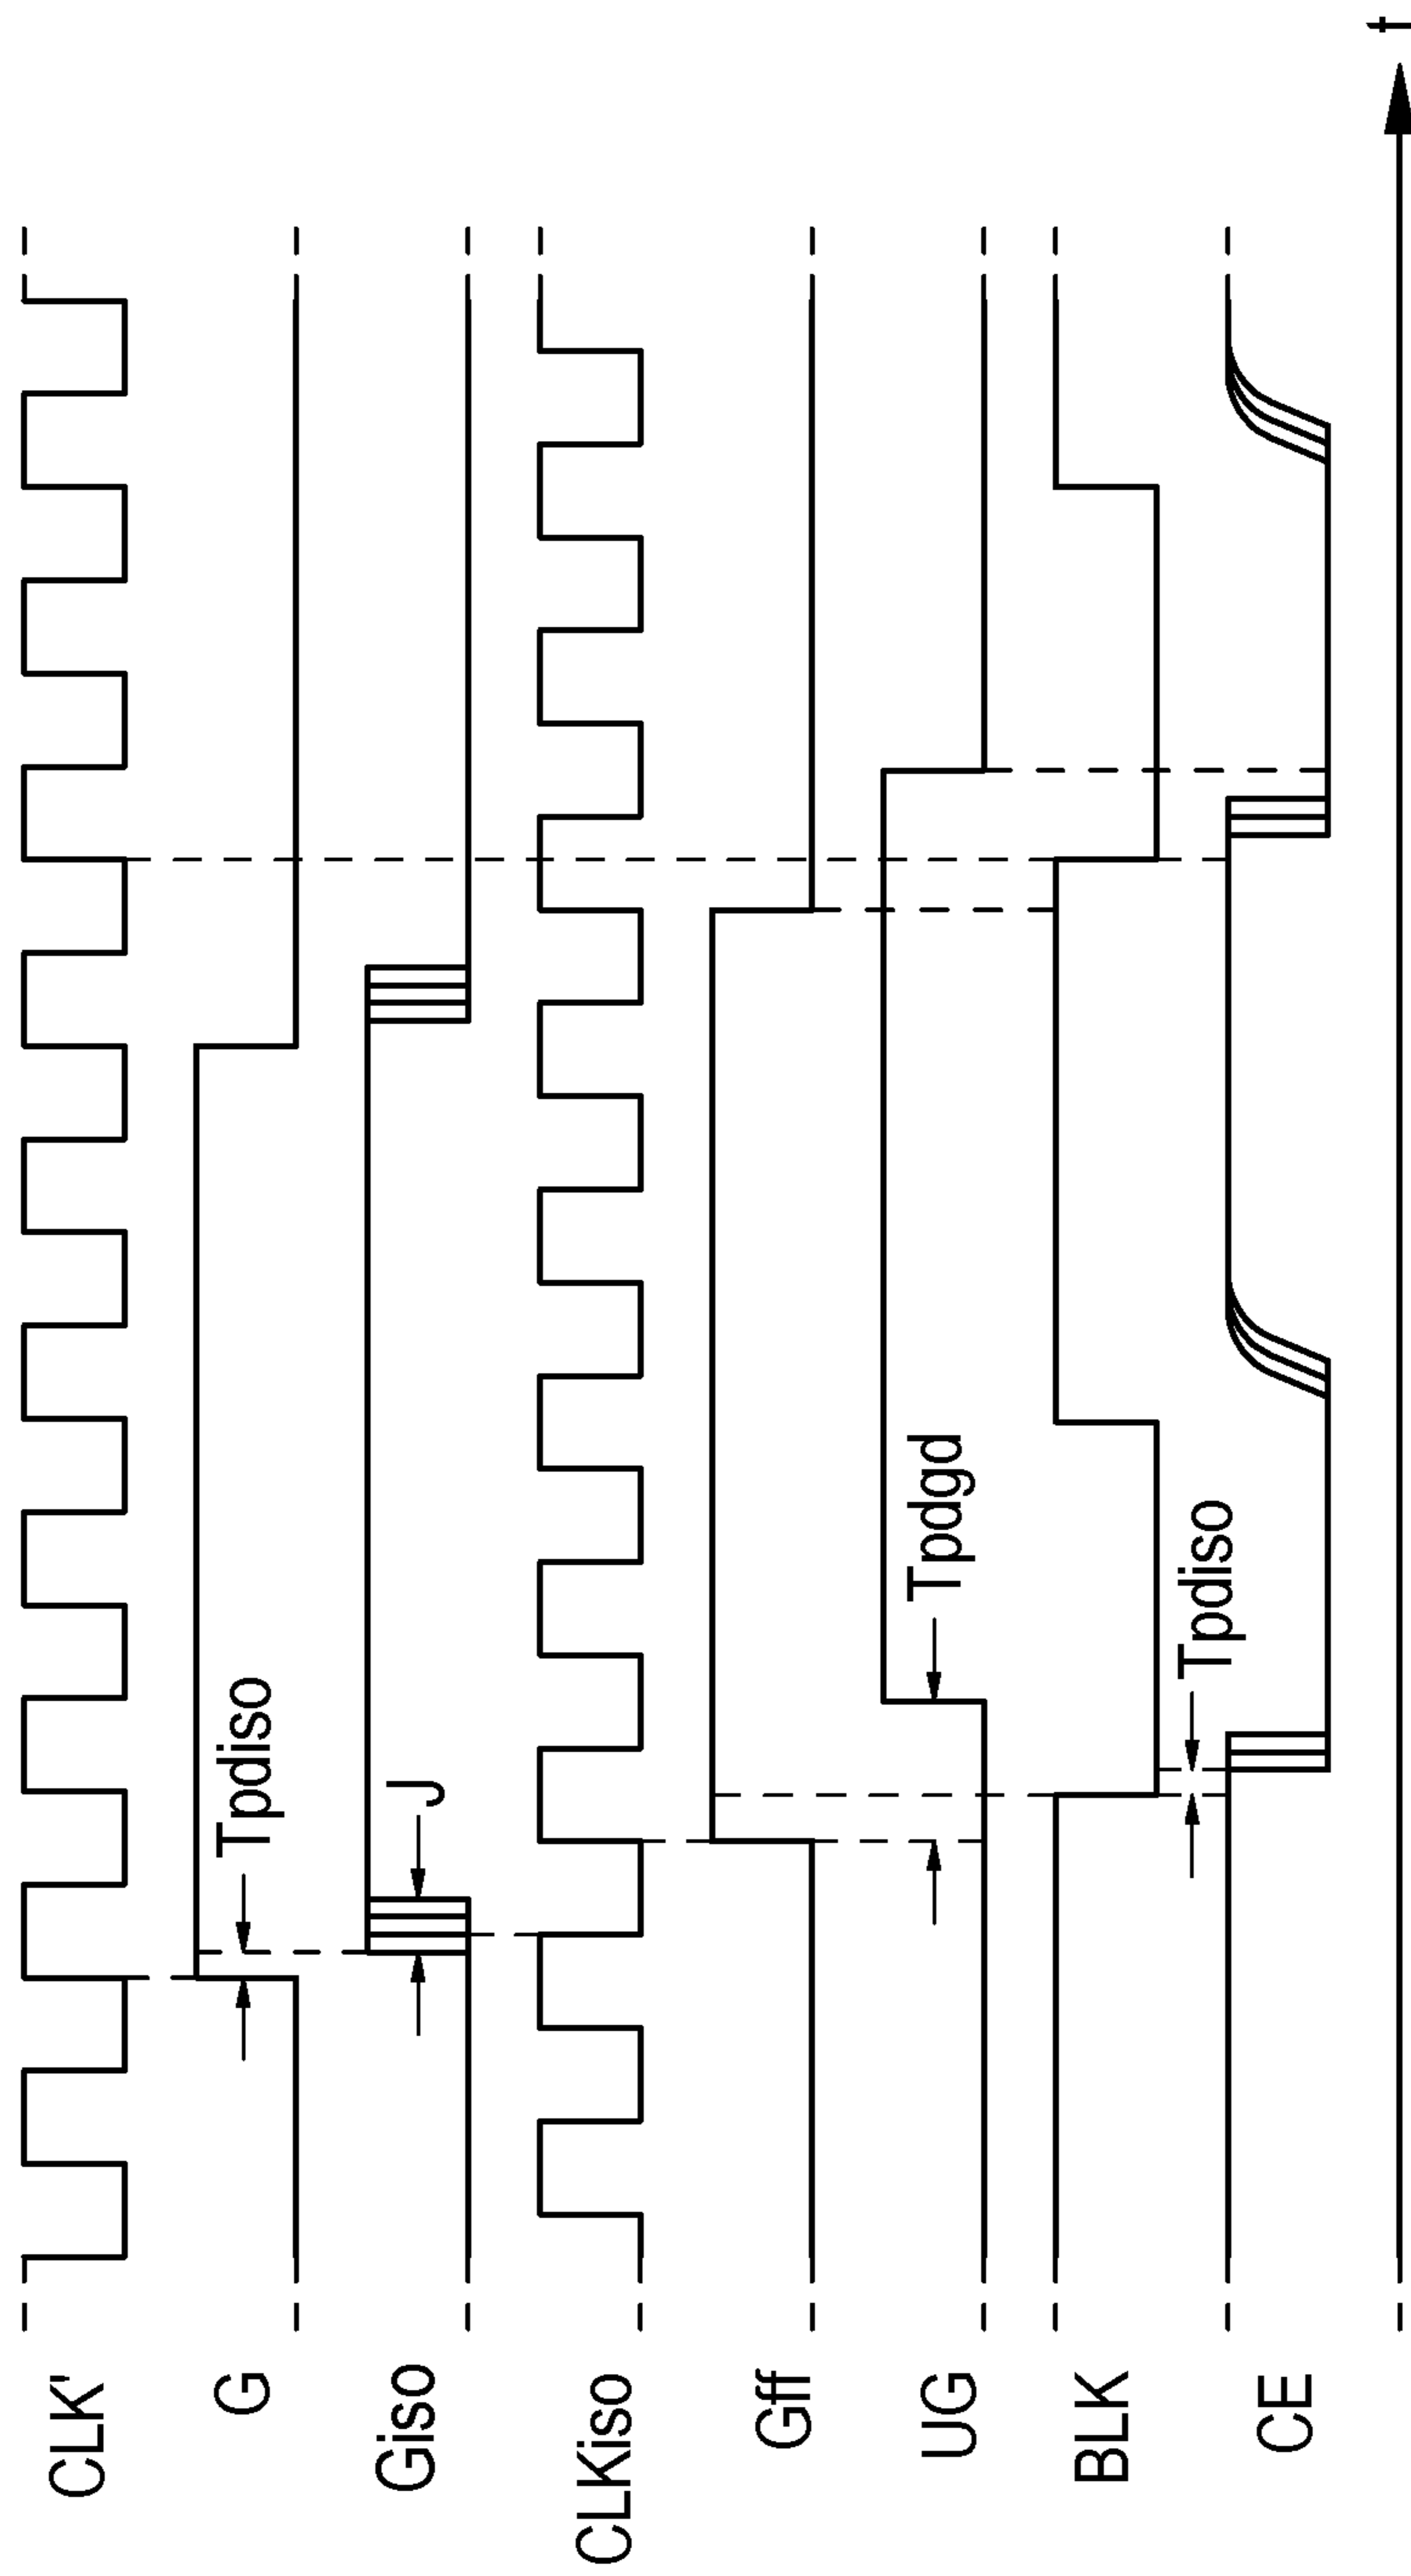 CLK'
G
Tpdiso
Giso
J
CLKiso
Gff
UG
Tpdgd
BLK
Tpdiso
CE
t